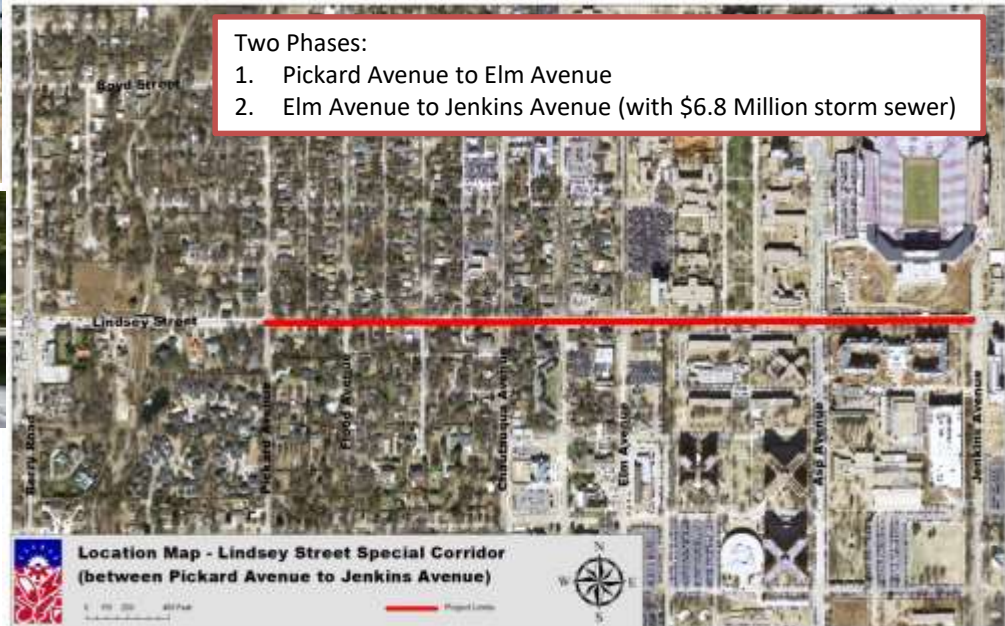 Two Phases:
1. Pickard Avenue to Elm Avenue
2. Elm Avenue to Jenkins Avenue (with $6.8 Million storm sewer)
Boyd Street
Lindsey Street
Berry Road
Pickard Avenue
Flood Avenue
Chautauqua Avenue
Elm Avenue
Asp Avenue
Jenkins Avenue
Location Map - Lindsey Street Special Corridor
(between Pickard Avenue to Jenkins Avenue)
Project Limits
N
W E
S